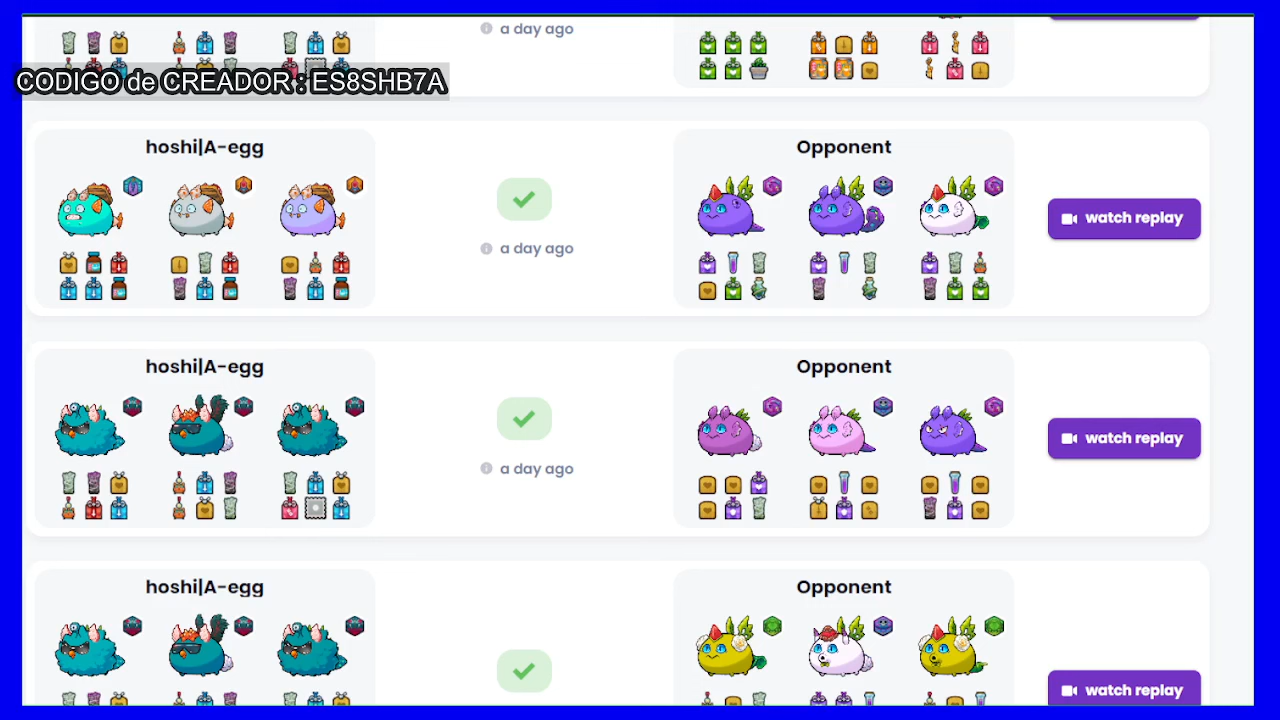 a day ago
CODIGO de CREADOR : ES8SHB7A
hoshi|A-egg
Opponent
watch replay
a day ago
hoshi|A-egg
Opponent
watch replay
a day ago
hoshi|A-egg
Opponent
watch replay